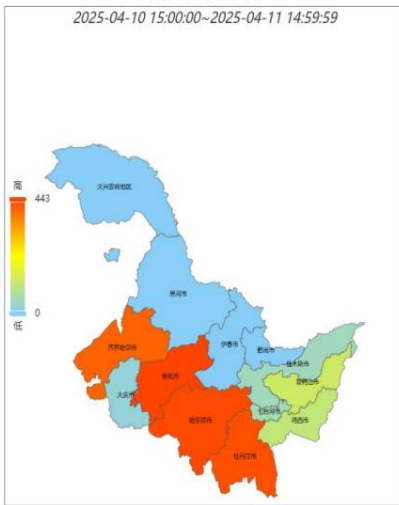 2025-04-10 15:00:00~2025-04-11 14:59:59
大兴安岭地区
高
443
黑河市
0
低
伊春市
鹤岗市
齐齐哈尔市
佳木斯市
绥化市
双鸭山市
大庆市
七台河市
哈尔滨市
鸡西市
牡丹江市